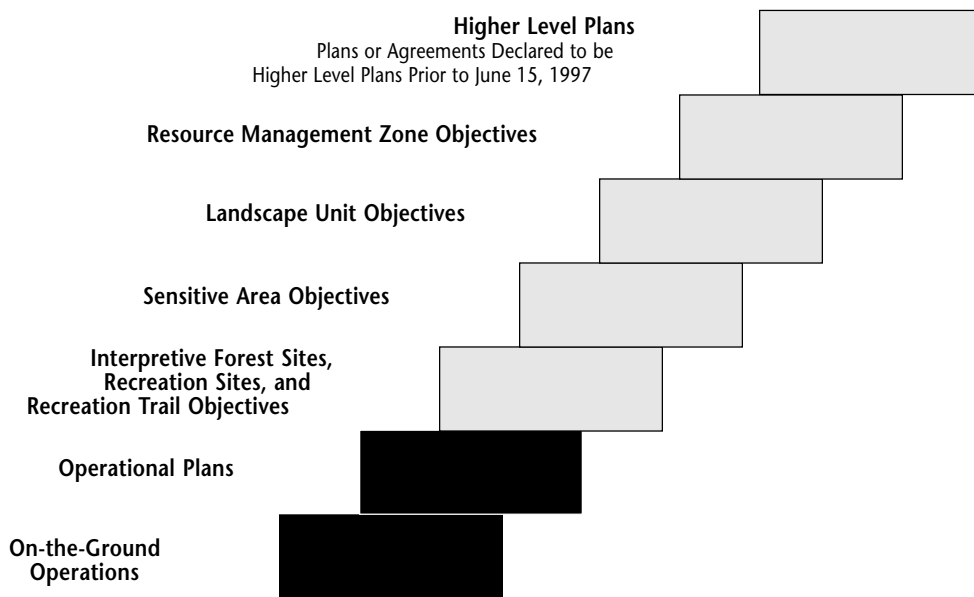 Higher Level Plans
Plans or Agreements Declared to be
Higher Level Plans Prior to June 15, 1997
Resource Management Zone Objectives
Landscape Unit Objectives
Sensitive Area Objectives
Interpretive Forest Sites,
Recreation Sites, and
Recreation Trail Objectives
Operational Plans
On-the-Ground
Operations